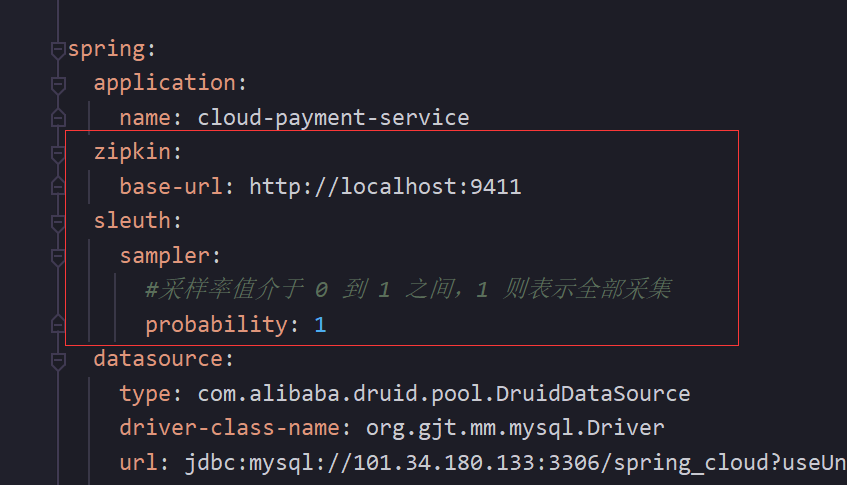 spring:
application:
name: cloud-payment-service
zipkin:
base-url: http://localhost:9411
sleuth:
sampler:
#采样率值介于 0 到 1 之间，1 则表示全部采集
probability: 1
datasource:
type: com.alibaba.druid.pool.DruidDataSource
driver-class-name: org.gjt.mm.mysql.Driver
url: jdbc:mysql://101.34.180.133:3306/spring_cloud?useUn